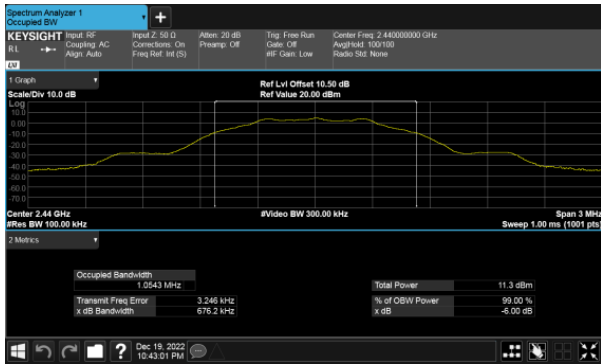 Spectrum Analyzer 1
Occupied BW
+
KEYSIGHT
Input: RF
Input Z: 50 Ω
Atten: 20 dB
Trig: Free Run
Center Freq: 2.440000000 GHz
R L
Coupling: AC
Corrections: On
Preamp: Off
Gate: Off
Avg|Hold: 100/100
Align: Auto
Freq Ref: Int (S)
#IF Gain: Low
Radio Std: None
LXI
1 Graph
Scale/Div 10.0 dB
Ref Lvl Offset 10.50 dB
Ref Value 20.00 dBm
Log
10.0
0.00
-10.0
-20.0
-30.0
-40.0
-50.0
-60.0
-70.0
Center 2.44 GHz
#Video BW 300.00 kHz
Span 3 MHz
#Res BW 100.00 kHz
Sweep 1.00 ms (1001 pts)
2 Metrics
Occupied Bandwidth
1.0543 MHz
Total Power
11.3 dBm
Transmit Freq Error
3.246 kHz
% of OBW Power
99.00 %
x dB Bandwidth
676.2 kHz
x dB
-6.00 dB
?
Dec 19, 2022
10:43:01 PM